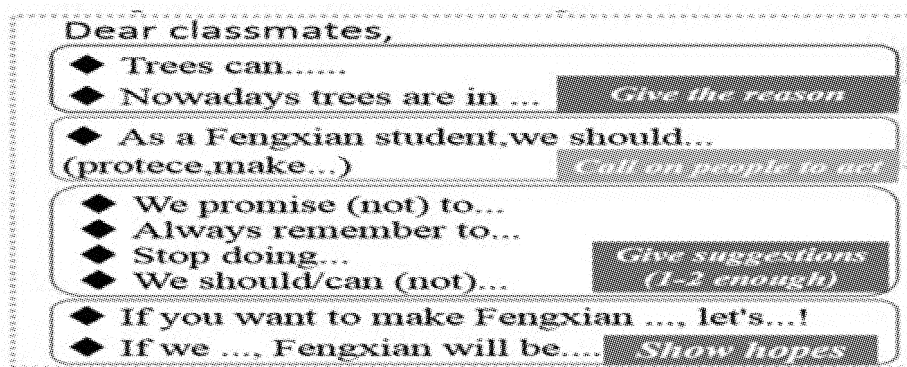 Dear classmates,
◆ Trees can......
◆ Nowadays trees are in ... Give the reason
◆ As a Fengxian student,we should...
(protece,make...) Call on people to act
◆ We promise (not) to...
◆ Always remember to...
◆ Stop doing... Give suggestions
◆ We should/can (not)... (1-2 enough)
◆ If you want to make Fengxian ..., let's...!
◆ If we ..., Fengxian will be.... Show hopes